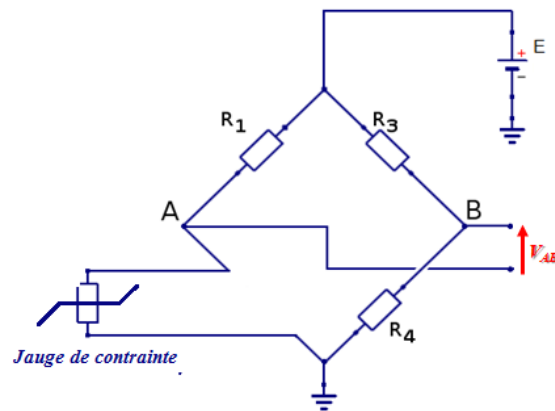 E
+
−
R1
R3
A
B
VAB
R4
Jauge de contrainte
.